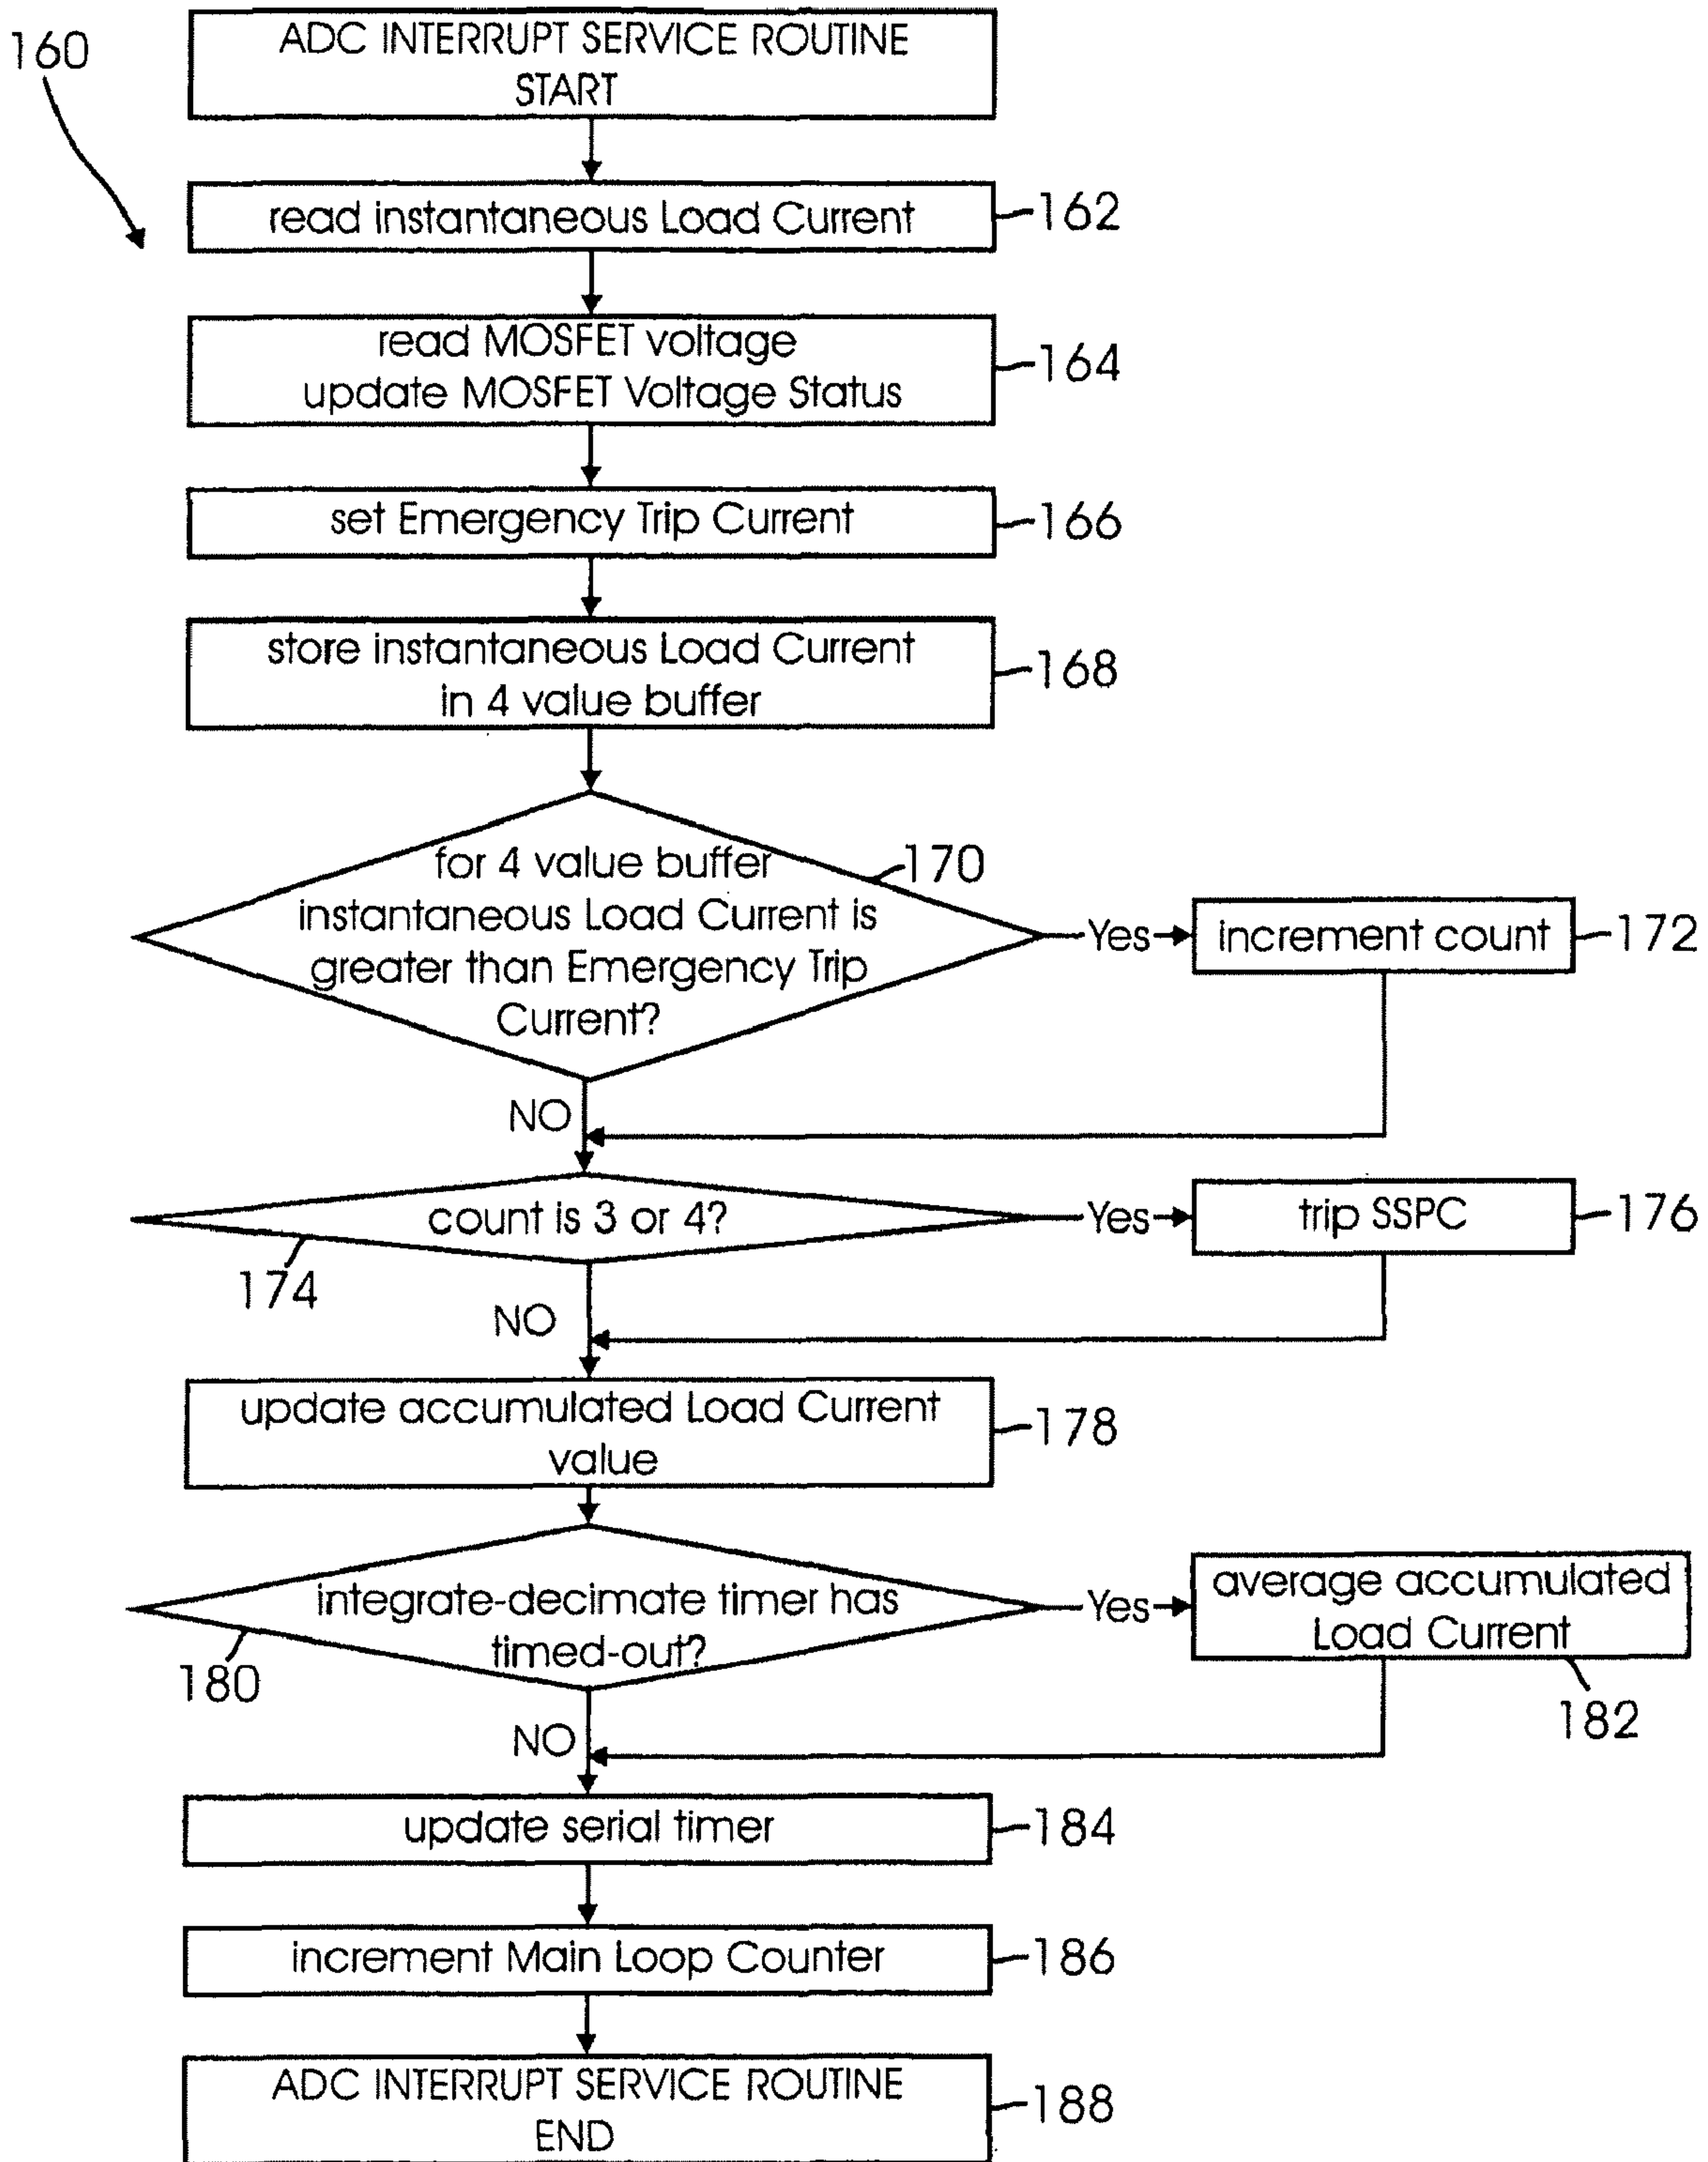 160
ADC INTERRUPT SERVICE ROUTINE
START
read instantaneous Load Current
162
read MOSFET voltage
update MOSFET Voltage Status
164
set Emergency Trip Current
166
store instantaneous Load Current
in 4 value buffer
168
for 4 value buffer
instantaneous Load Current is
greater than Emergency Trip
Current?
170
Yes
increment count
172
NO
count is 3 or 4?
174
Yes
trip SSPC
176
NO
update accumulated Load Current
value
178
integrate-decimate timer has
timed-out?
180
Yes
average accumulated
Load Current
182
NO
update serial timer
184
increment Main Loop Counter
186
ADC INTERRUPT SERVICE ROUTINE
END
188